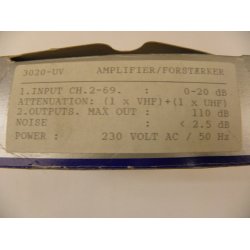 3020-UV AMPLIFIER/FORSTÆRKER
1.INPUT CH.2-69. : 0-20 dB
ATTENUATION: (1 x VHF)+(1 x UHF)
2.OUTPUTS. MAX OUT : 110 dB
NOISE : < 2.5 dB
POWER : 230 VOLT AC / 50 Hz